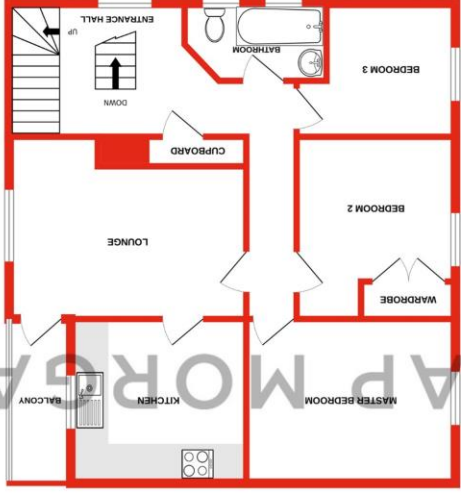 MASTER BEDROOM
KITCHEN
BALCONY
AP MORGA
WARDROBE
LOUNGE
BEDROOM 2
CUPBOARD
DOWN
BEDROOM 3
BATHROOM
UP
ENTRANCE HALL